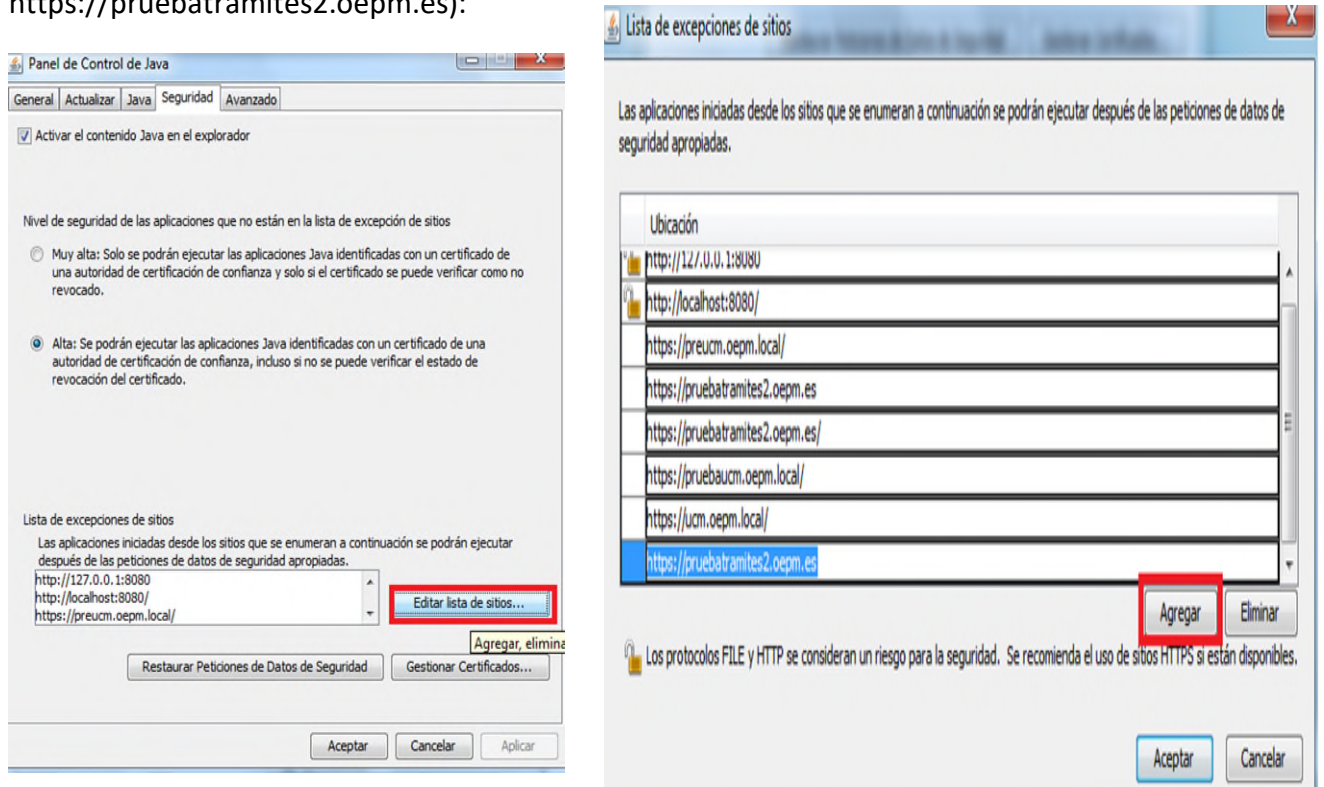 https://pruebatramites2.oepm.es):
Panel de Control de Java
General Actualizar Java Seguridad Avanzado
Activar el contenido Java en el explorador
Nivel de seguridad de las aplicaciones que no están en la lista de excepción de sitios
Muy alta: Solo se podrán ejecutar las aplicaciones Java identificadas con un certificado de
una autoridad de certificación de confianza y solo si el certificado se puede verificar como no
revocado.
Alta: Se podrán ejecutar las aplicaciones Java identificadas con un certificado de una
autoridad de certificación de confianza, incluso si no se puede verificar el estado de
revocación del certificado.
Lista de excepciones de sitios
Las aplicaciones iniciadas desde los sitios que se enumeran a continuación se podrán ejecutar
después de las peticiones de datos de seguridad apropiadas.
http://127.0.0.1:8080
http://localhost:8080/
https://preucm.oepm.local/
Editar lista de sitios...
Agregar, elimina
Restaurar Peticiones de Datos de Seguridad
Gestionar Certificados...
Aceptar
Cancelar
Aplicar
Lista de excepciones de sitios
Las aplicaciones iniciadas desde los sitios que se enumeran a continuación se podrán ejecutar después de las peticiones de datos de
seguridad apropiadas.
Ubicación
http://127.0.0.1:8080
http://localhost:8080/
https://preucm.oepm.local/
https://pruebatramites2.oepm.es
https://pruebatramites2.oepm.es/
https://pruebaucm.oepm.local/
https://ucm.oepm.local/
https://pruebatramites2.oepm.es
Agregar
Eliminar
Los protocolos FILE y HTTP se consideran un riesgo para la seguridad. Se recomienda el uso de sitios HTTPS si están disponibles.
Aceptar
Cancelar